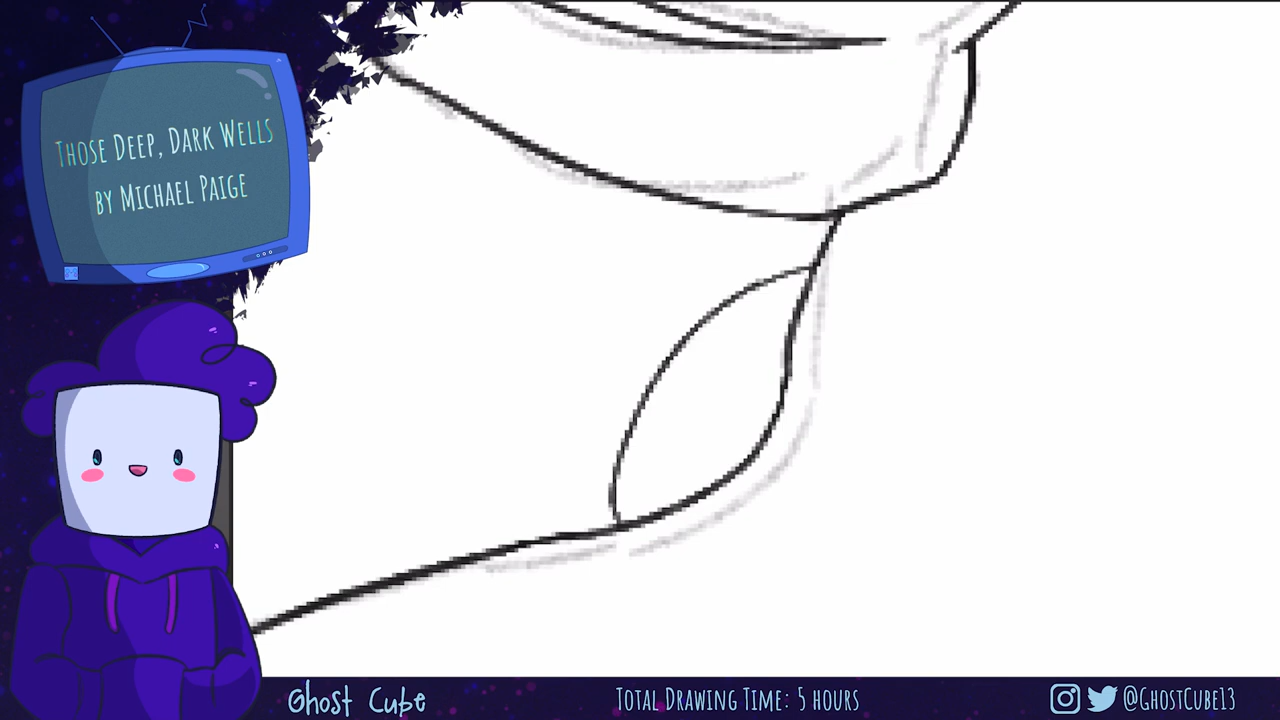 Those Deep, Dark Wells
by Michael Paige
Ghost Cube
Total Drawing Time: 5 hours
@GhostCube13